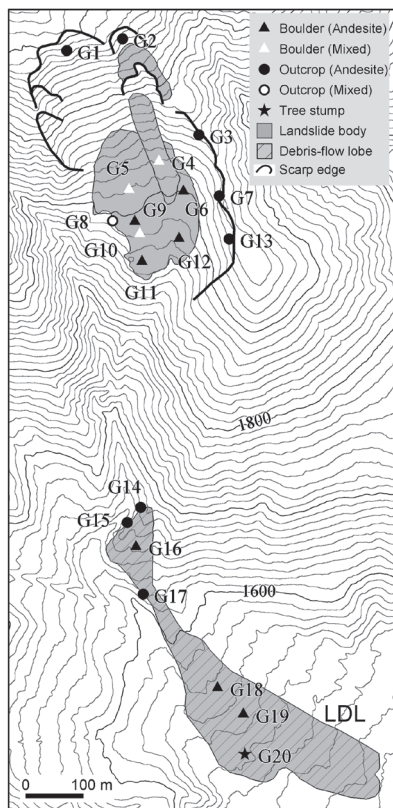 G1
G2
Boulder (Andesite)
Boulder (Mixed)
Outcrop (Andesite)
Outcrop (Mixed)
Tree stump
Landslide body
Debris-flow lobe
Scarp edge
G3
G4
G5
G6
G7
G8
G9
G13
G10
G12
G11
1800
G14
G15
G16
G17
1600
G18
G19
LDL
G20
0 100 m